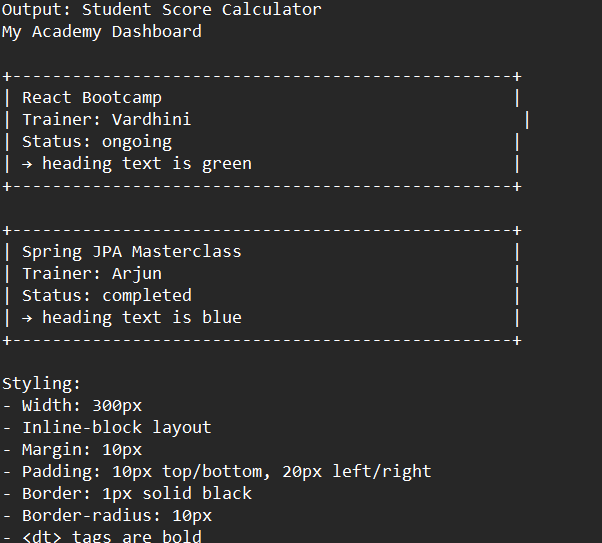 Output: Student Score Calculator
My Academy Dashboard
+--------------------------------------------------+
| React Bootcamp                                   |
| Trainer: Vardhini                                 |
| Status: ongoing                                  |
| → heading text is green                          |
+--------------------------------------------------+
+--------------------------------------------------+
| Spring JPA Masterclass                           |
| Trainer: Arjun                                   |
| Status: completed                                |
| → heading text is blue                           |
+--------------------------------------------------+
Styling:
- Width: 300px
- Inline-block layout
- Margin: 10px
- Padding: 10px top/bottom, 20px left/right
- Border: 1px solid black
- Border-radius: 10px
- <dt> tags are bold